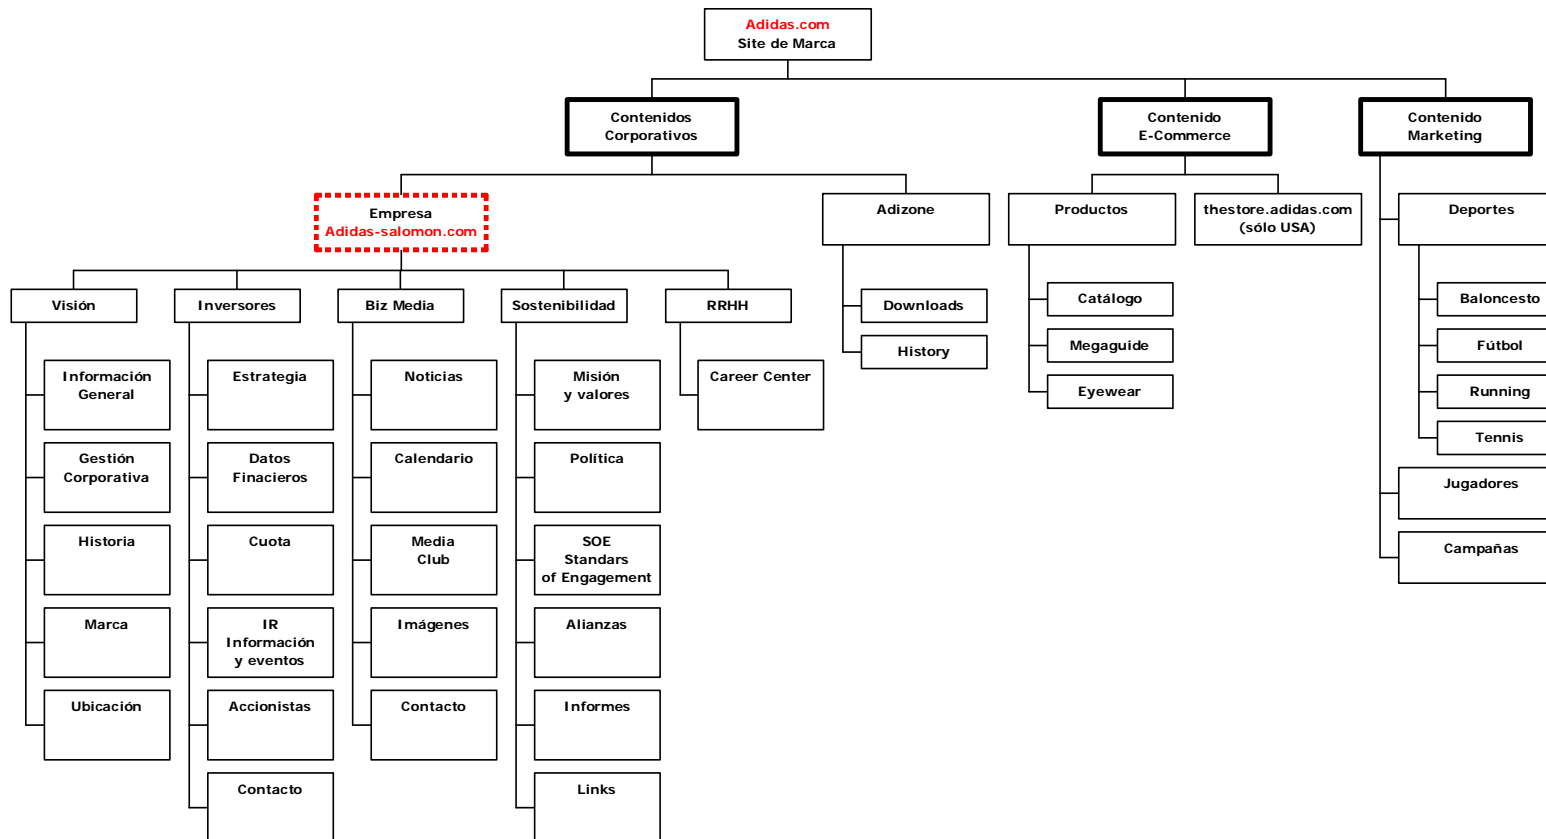 Adidas.com
Site de Marca
Contenidos
Corporativos
Contenido
E-Commerce
Contenido
Marketing
Empresa
Adidas-salomon.com
Adizone
Productos
thestore.adidas.com
(sólo USA)
Deportes
Visión
Inversores
Biz Media
Sostenibilidad
RRHH
Downloads
History
Catálogo
Megaguide
Eyewear
Baloncesto
Fútbol
Running
Tennis
Jugadores
Campañas
Información
General
Gestión
Corporativa
Historia
Marca
Ubicación
Estrategia
Datos
Finacieros
Cuota
IR
Información
y eventos
Accionistas
Contacto
Noticias
Calendario
Media
Club
Imágenes
Contacto
Misión
y valores
Política
SOE
Standars
of Engagement
Alianzas
Informes
Links
Career Center